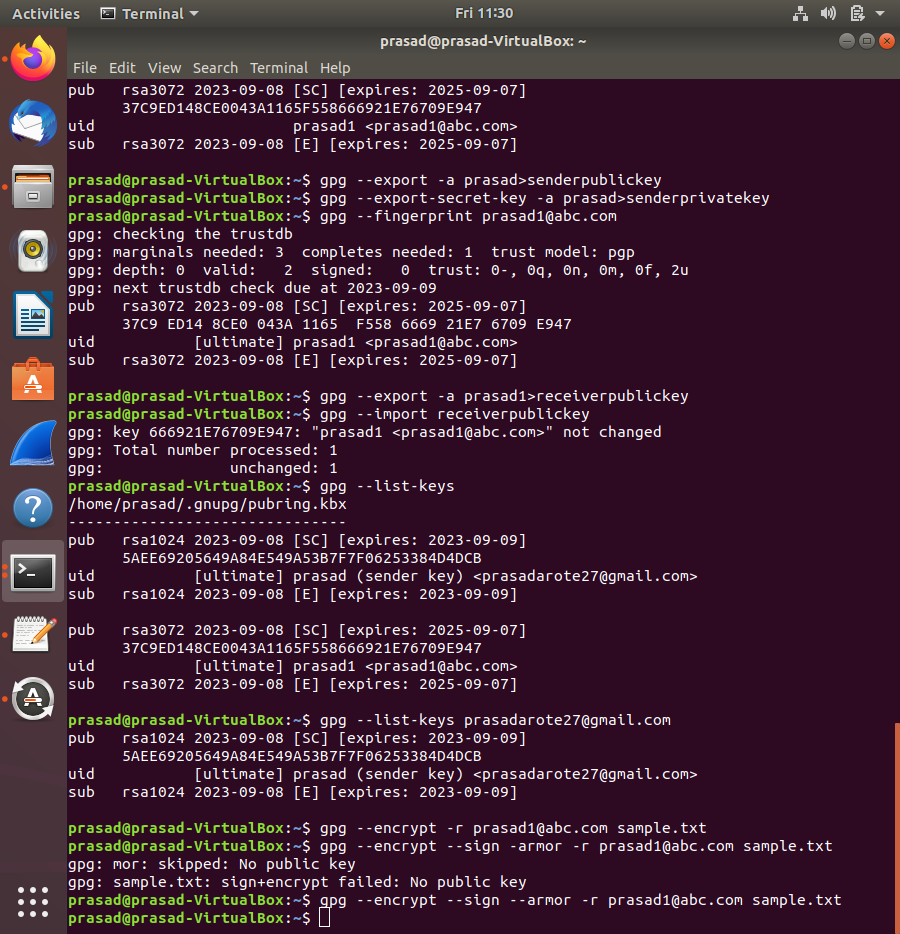 Activities Terminal Fri 11:30
prasad@prasad-VirtualBox: ~
File Edit View Search Terminal Help
pub   rsa3072 2023-09-08 [SC] [expires: 2025-09-07]
      37C9ED148CE0043A1165F558666921E76709E947
uid                      prasad1 <prasad1@abc.com>
sub   rsa3072 2023-09-08 [E] [expires: 2025-09-07]

prasad@prasad-VirtualBox:~$ gpg --export -a prasad>senderpublickey
prasad@prasad-VirtualBox:~$ gpg --export-secret-key -a prasad>senderprivatekey
prasad@prasad-VirtualBox:~$ gpg --fingerprint prasad1@abc.com
gpg: checking the trustdb
gpg: marginals needed: 3  completes needed: 1  trust model: pgp
gpg: depth: 0  valid:   2  signed:   0  trust: 0-, 0q, 0n, 0m, 0f, 2u
gpg: next trustdb check due at 2023-09-09
pub   rsa3072 2023-09-08 [SC] [expires: 2025-09-07]
      37C9 ED14 8CE0 043A 1165  F558 6669 21E7 6709 E947
uid           [ultimate] prasad1 <prasad1@abc.com>
sub   rsa3072 2023-09-08 [E] [expires: 2025-09-07]

prasad@prasad-VirtualBox:~$ gpg --export -a prasad1>receiverpublickey
prasad@prasad-VirtualBox:~$ gpg --import receiverpublickey
gpg: key 666921E76709E947: "prasad1 <prasad1@abc.com>" not changed
gpg: Total number processed: 1
gpg:              unchanged: 1
prasad@prasad-VirtualBox:~$ gpg --list-keys
/home/prasad/.gnupg/pubring.kbx
-------------------------------
pub   rsa1024 2023-09-08 [SC] [expires: 2023-09-09]
      5AEE69205649A84E549A53B7F7F06253384D4DCB
uid           [ultimate] prasad (sender key) <prasadarote27@gmail.com>
sub   rsa1024 2023-09-08 [E] [expires: 2023-09-09]

pub   rsa3072 2023-09-08 [SC] [expires: 2025-09-07]
      37C9ED148CE0043A1165F558666921E76709E947
uid           [ultimate] prasad1 <prasad1@abc.com>
sub   rsa3072 2023-09-08 [E] [expires: 2025-09-07]

prasad@prasad-VirtualBox:~$ gpg --list-keys prasadarote27@gmail.com
pub   rsa1024 2023-09-08 [SC] [expires: 2023-09-09]
      5AEE69205649A84E549A53B7F7F06253384D4DCB
uid           [ultimate] prasad (sender key) <prasadarote27@gmail.com>
sub   rsa1024 2023-09-08 [E] [expires: 2023-09-09]

prasad@prasad-VirtualBox:~$ gpg --encrypt -r prasad1@abc.com sample.txt
prasad@prasad-VirtualBox:~$ gpg --encrypt --sign -armor -r prasad1@abc.com sample.txt
gpg: mor: skipped: No public key
gpg: sample.txt: sign+encrypt failed: No public key
prasad@prasad-VirtualBox:~$ gpg --encrypt --sign --armor -r prasad1@abc.com sample.txt
prasad@prasad-VirtualBox:~$